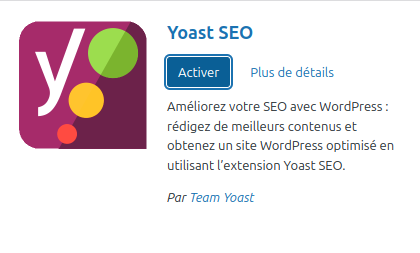 Yoast SEO
y
Activer Plus de détails
Améliorez votre SEO avec WordPress :
rédigez de meilleurs contenus et
obtenez un site WordPress optimisé en
utilisant l’extension Yoast SEO.
Par Team Yoast